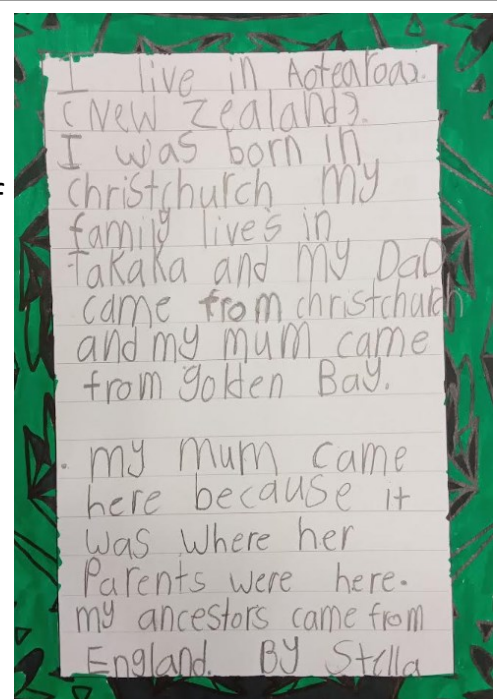 I live in Aotearoa).
(New Zealand).
I was born in
christchurch my
family lives in
Takaka and my DaD
came from christchurch
and my mum came
from golden Bay.
. my mum came
here because it
was where her
Parents were here.
my ancestors came from
England. By Stella